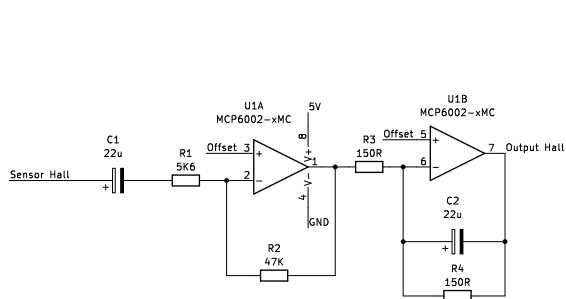 U1A
MCP6002-xMC
5V
U1B
MCP6002-xMC
C1
22u
R1
5K6
Offset 3
+
8
V+
1
R3
150R
Offset 5
+
7
Output Hall
Sensor Hall
+
2
-
V-
4
GND
6
-
C2
22u
+
R2
47K
R4
150R